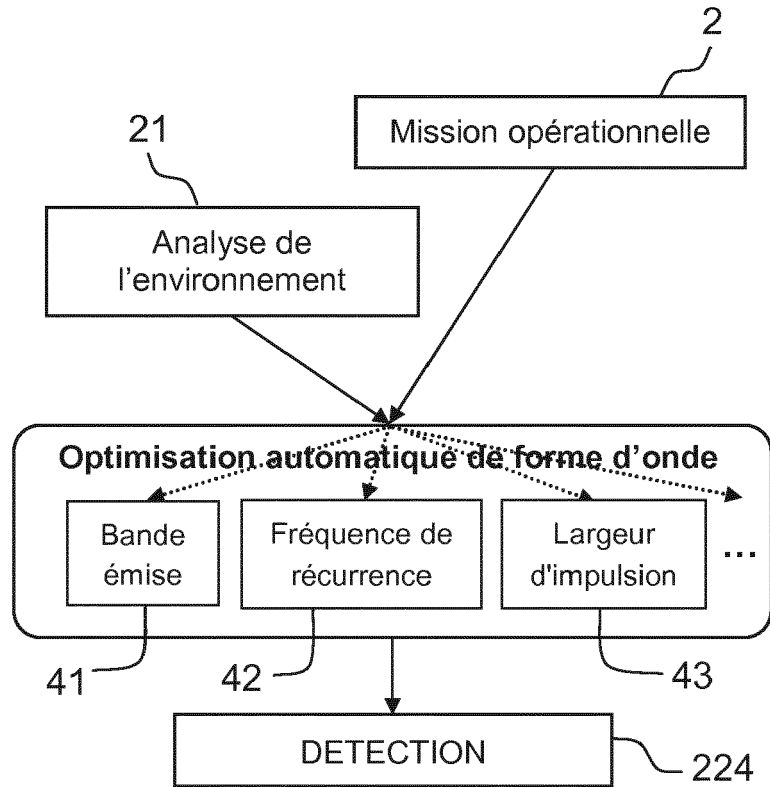 2
Mission opérationnelle
21
Analyse de
l'environnement
Optimisation automatique de forme d'onde
Bande
émise
Fréquence de
récurrence
Largeur
d'impulsion
...
41
42
43
DETECTION
224